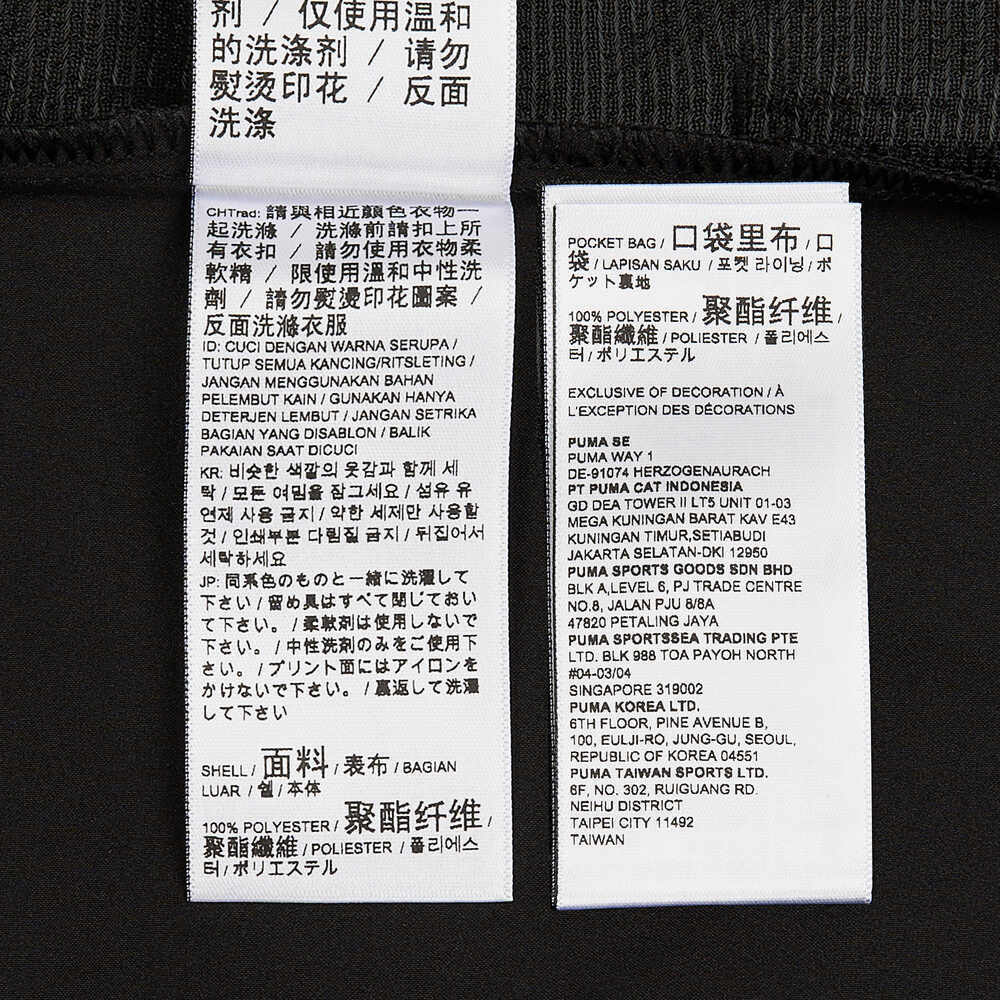 剂 / 仅使用温和
的洗涤剂 / 请勿
熨烫印花 / 反面
洗涤
CHTrad: 請與相近顏色衣物一
起洗滌 / 洗滌前請扣上所
有衣扣 / 請勿使用衣物柔
軟精 / 限使用溫和中性洗
劑 / 請勿熨燙印花圖案 /
反面洗滌衣服
ID: CUCI DENGAN WARNA SERUPA /
TUTUP SEMUA KANCING/RITSLETING /
JANGAN MENGGUNAKAN BAHAN
PELEMBUT KAIN / GUNAKAN HANYA
DETERJEN LEMBUT / JANGAN SETRIKA
BAGIAN YANG DISABLON / BALIK
PAKAIAN SAAT DICUCI
KR: 비슷한 색깔의 옷감과 함께 세
탁 / 모든 여밈을 잠그세요 / 섬유 유
연제 사용 금지 / 약한 세제만 사용할
것 / 인쇄부분 다림질 금지 / 뒤집어서
세탁하세요
JP: 同系色のものと一緒に洗濯して
下さい / 留め具はすべて閉じておい
て下さい。/ 柔軟剤は使用しないで
下さい。/ 中性洗剤のみをご使用下
さい。/ プリント面にはアイロンを
かけないで下さい。/ 裏返して洗濯
して下さい
SHELL / 面料 / 表布 / BAGIAN
LUAR / 쉘 / 本体
100% POLYESTER / 聚酯纤维 /
聚酯纖維 / POLIESTER / 폴리에스
터 / ポリエステル
POCKET BAG / 口袋里布 / 口
袋 / LAPISAN SAKU / 포켓 라이닝 / ポ
ケット裏地
100% POLYESTER / 聚酯纤维 /
聚酯纖維 / POLIESTER / 폴리에스
터 / ポリエステル
EXCLUSIVE OF DECORATION / À
L'EXCEPTION DES DÉCORATIONS
PUMA SE
PUMA WAY 1
DE-91074 HERZOGENAURACH
PT PUMA CAT INDONESIA
GD DEA TOWER II LT5 UNIT 01-03
MEGA KUNINGAN BARAT KAV E43
KUNINGAN TIMUR,SETIABUDI
JAKARTA SELATAN-DKI 12950
PUMA SPORTS GOODS SDN BHD
BLK A,LEVEL 6, PJ TRADE CENTRE
NO.8, JALAN PJU 8/8A
47820 PETALING JAYA
PUMA SPORTSSEA TRADING PTE
LTD. BLK 988 TOA PAYOH NORTH
#04-03/04
SINGAPORE 319002
PUMA KOREA LTD.
6TH FLOOR, PINE AVENUE B,
100, EULJI-RO, JUNG-GU, SEOUL,
REPUBLIC OF KOREA 04551
PUMA TAIWAN SPORTS LTD.
6F, NO. 302, RUIGUANG RD.
NEIHU DISTRICT
TAIPEI CITY 11492
TAIWAN